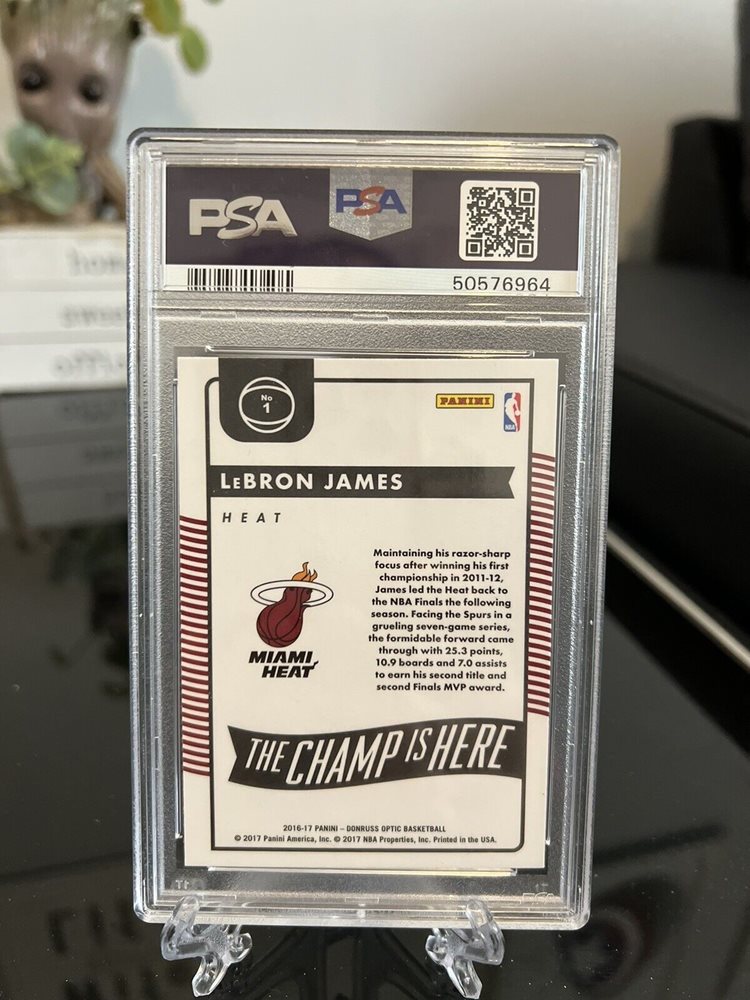 PSA
PSA
50576964
No
1
PANINI
NBA
LEBRON JAMES
HEAT
Maintaining his razor-sharp
focus after winning his first
championship in 2011-12,
James led the Heat back to
the NBA Finals the following
season. Facing the Spurs in a
grueling seven-game series,
the formidable forward came
through with 25.3 points,
10.9 boards and 7.0 assists
to earn his second title and
second Finals MVP award.
MIAMI
HEAT
THE CHAMP IS HERE
2016-17 PANINI – DONRUSS OPTIC BASKETBALL
© 2017 Panini America, Inc. © 2017 NBA Properties, Inc. Printed in the USA.